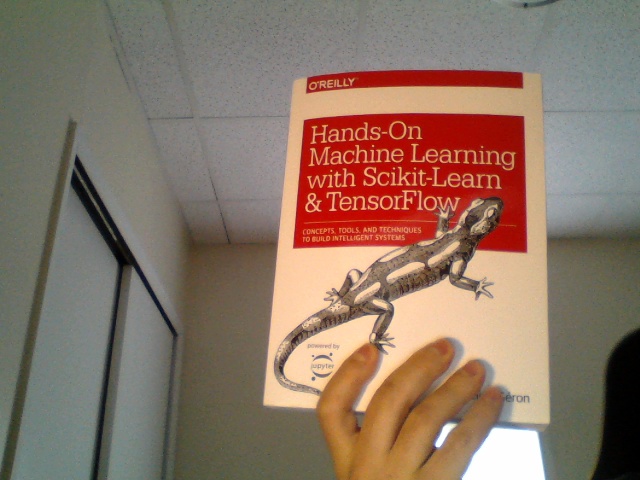 O'REILLY
Hands-On
Machine Learning
with Scikit-Learn
& TensorFlow
CONCEPTS, TOOLS, AND TECHNIQUES
TO BUILD INTELLIGENT SYSTEMS
powered by
jupyter